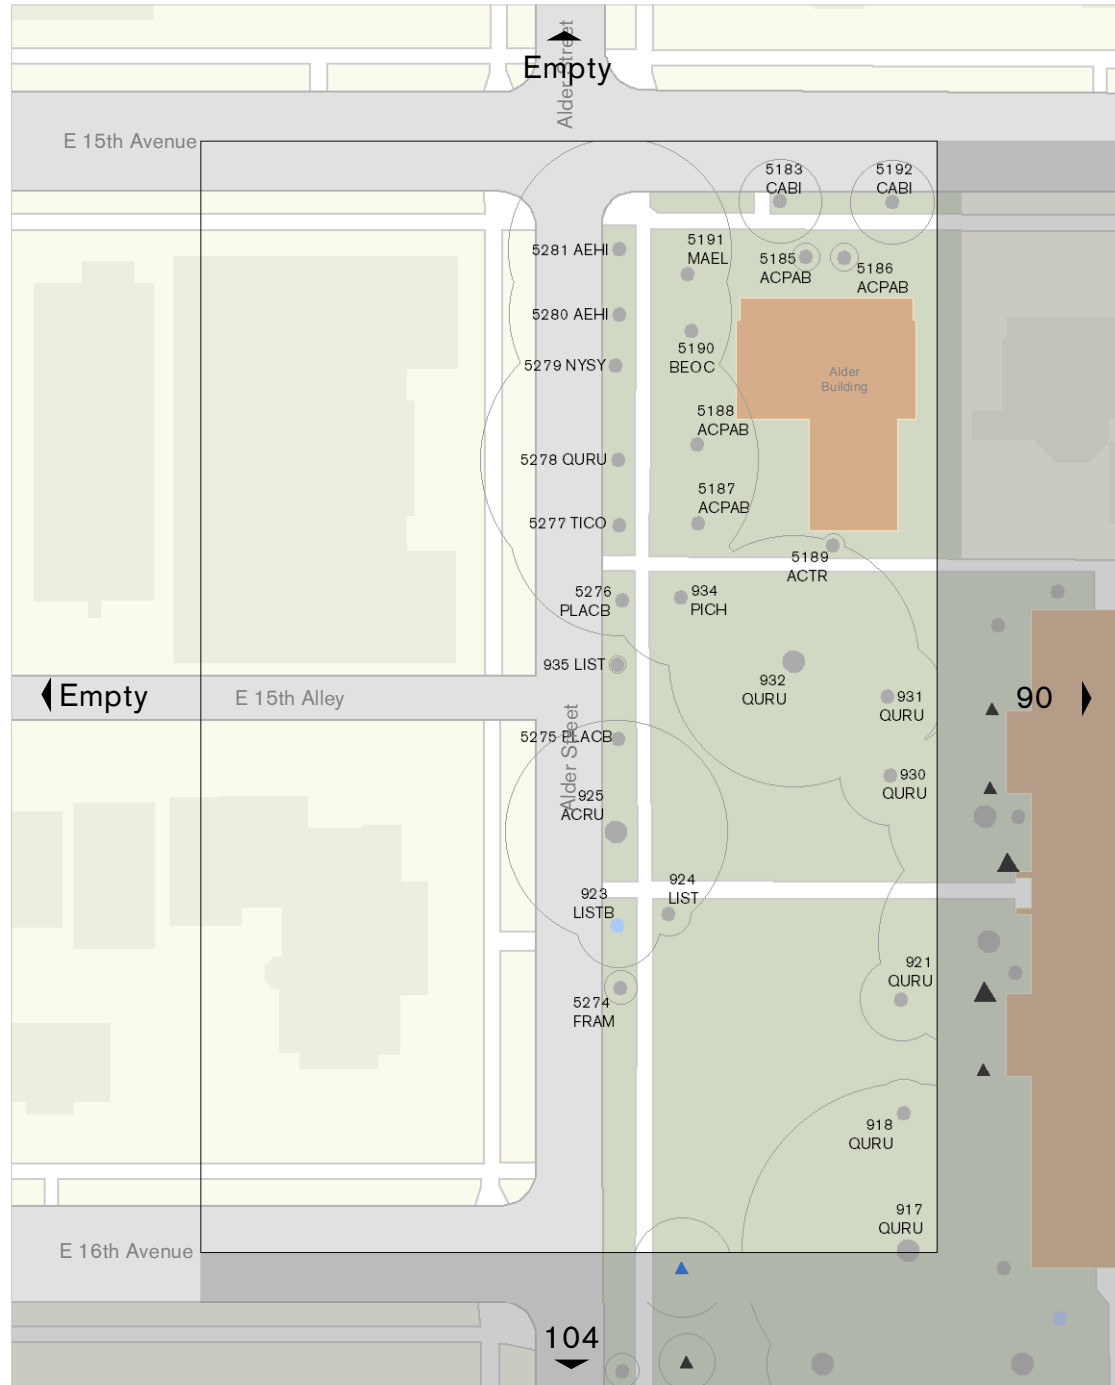 Alder Street
Empty
E 15th Avenue
5183
CABI
5192
CABI
5281 AEHI
5191
MAEL
5185
ACPAB
5186
ACPAB
5280 AEHI
5279 NYSY
5190
BEOC
Alder
Building
5188
ACPAB
5278 QURU
5187
ACPAB
5277 TICO
5189
ACTR
5276
PLACB
934
PICH
935 LIST
932
QURU
931
QURU
Empty
E 15th Alley
90
5275 PLACB
Alder Street
930
QURU
925
ACRU
923
LISTB
924
LIST
921
QURU
5274
FRAM
918
QURU
917
QURU
E 16th Avenue
104